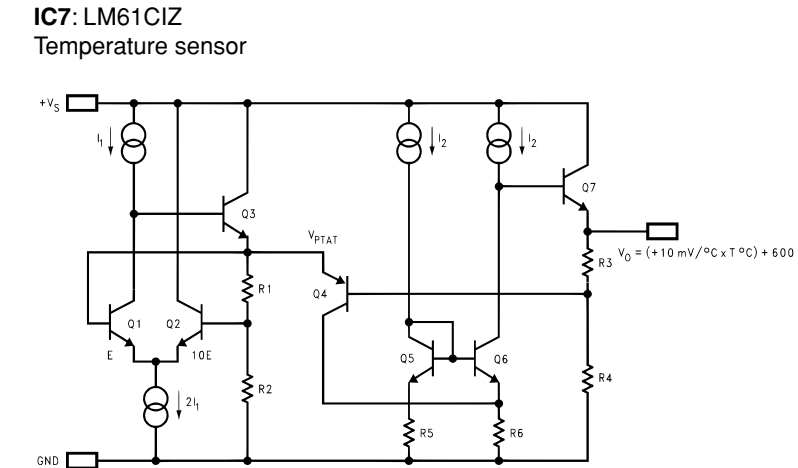 IC7: LM61CIZ
Temperature sensor
+VS
I1
I2
I2
Q7
Q3
VPTAT
VO = (+10 mV/°C x T °C) + 600
R3
R1
Q4
Q1
Q2
E
10E
Q5
Q6
R4
R2
2I1
R5
R6
GND